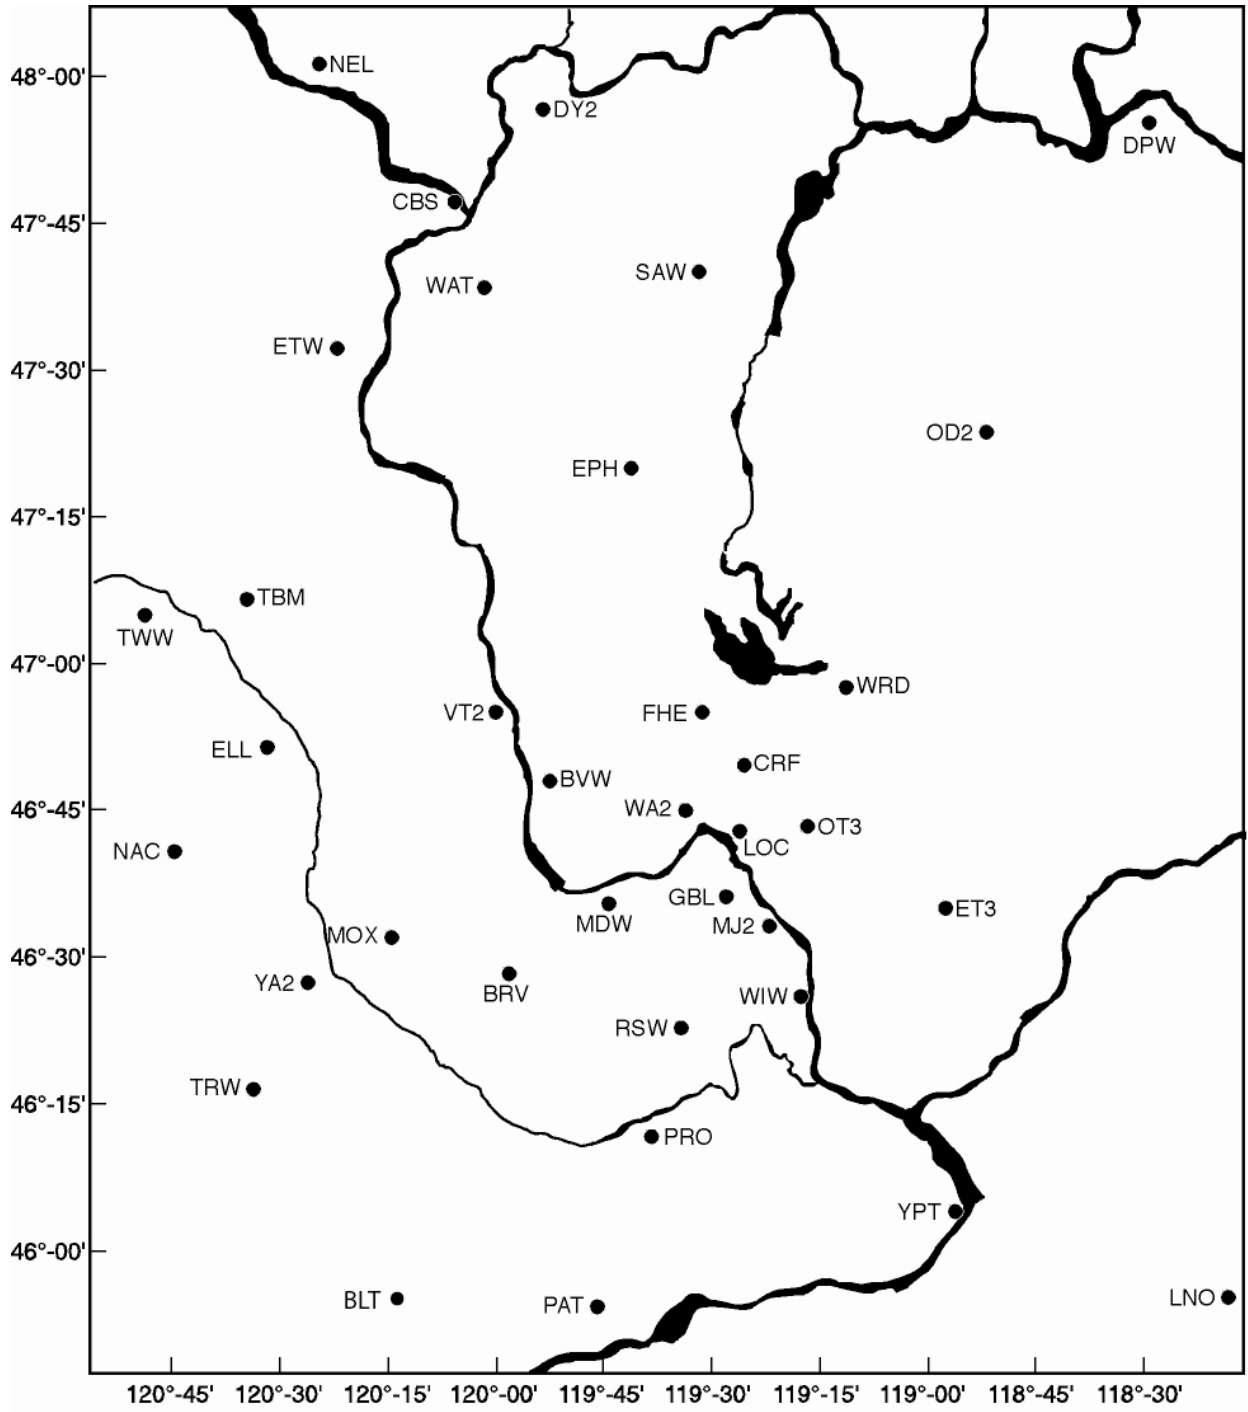 NEL
48°-00'
DY2
DPW
CBS
47°-45'
SAW
WAT
ETW
47°-30'
OD2
EPH
47°-15'
TBM
TWW
47°-00'
WRD
VT2
FHE
ELL
CRF
BVW
46°-45'
WA2
OT3
LOC
NAC
GBL
ET3
MDW
MJ2
MOX
46°-30'
YA2
BRV
WIW
RSW
TRW
46°-15'
PRO
YPT
46°-00'
BLT
PAT
LNO
120°-45' 120°-30' 120°-15' 120°-00' 119°-45' 119°-30' 119°-15' 119°-00' 118°-45' 118°-30'